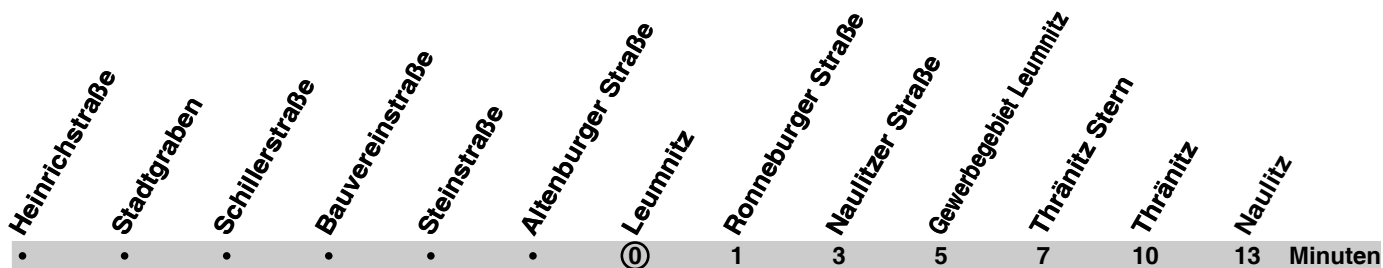 Heinrichstraße
Stadtgraben
Schillerstraße
Bauvereinstraße
Steinstraße
Altenburger Straße
Leumnitz
Ronneburger Straße
Naulitzer Straße
Gewerbegebiet Leumnitz
Thränitz Stern
Thränitz
Naulitz
• • • • • • 0 1 3 5 7 10 13 Minuten